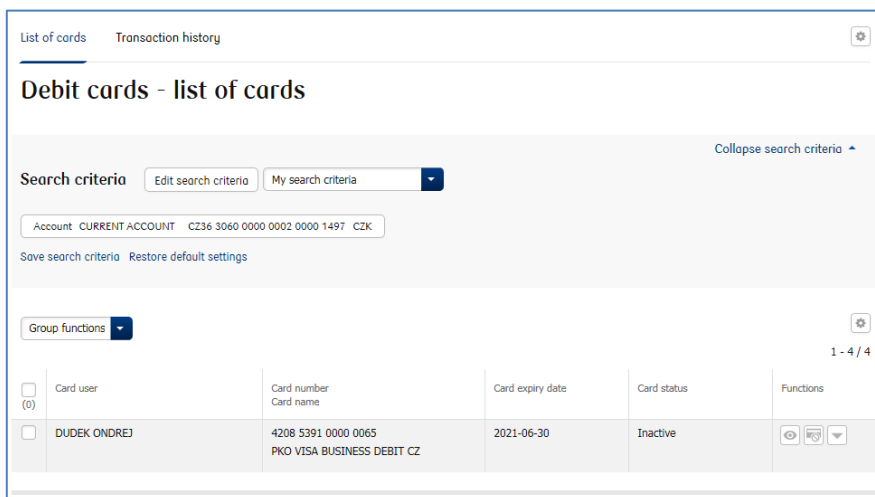 List of cards Transaction history
Debit cards - list of cards
Collapse search criteria
Search criteria Edit search criteria My search criteria
Account CURRENT ACCOUNT CZ36 3060 0000 0002 0000 1497 CZK
Save search criteria Restore default settings
Group functions
1 - 4 / 4
(0) Card user Card number Card expiry date Card status Functions
Card name
DUDEK ONDREJ 4208 5391 0000 0065 2021-06-30 Inactive
PKO VISA BUSINESS DEBIT CZ